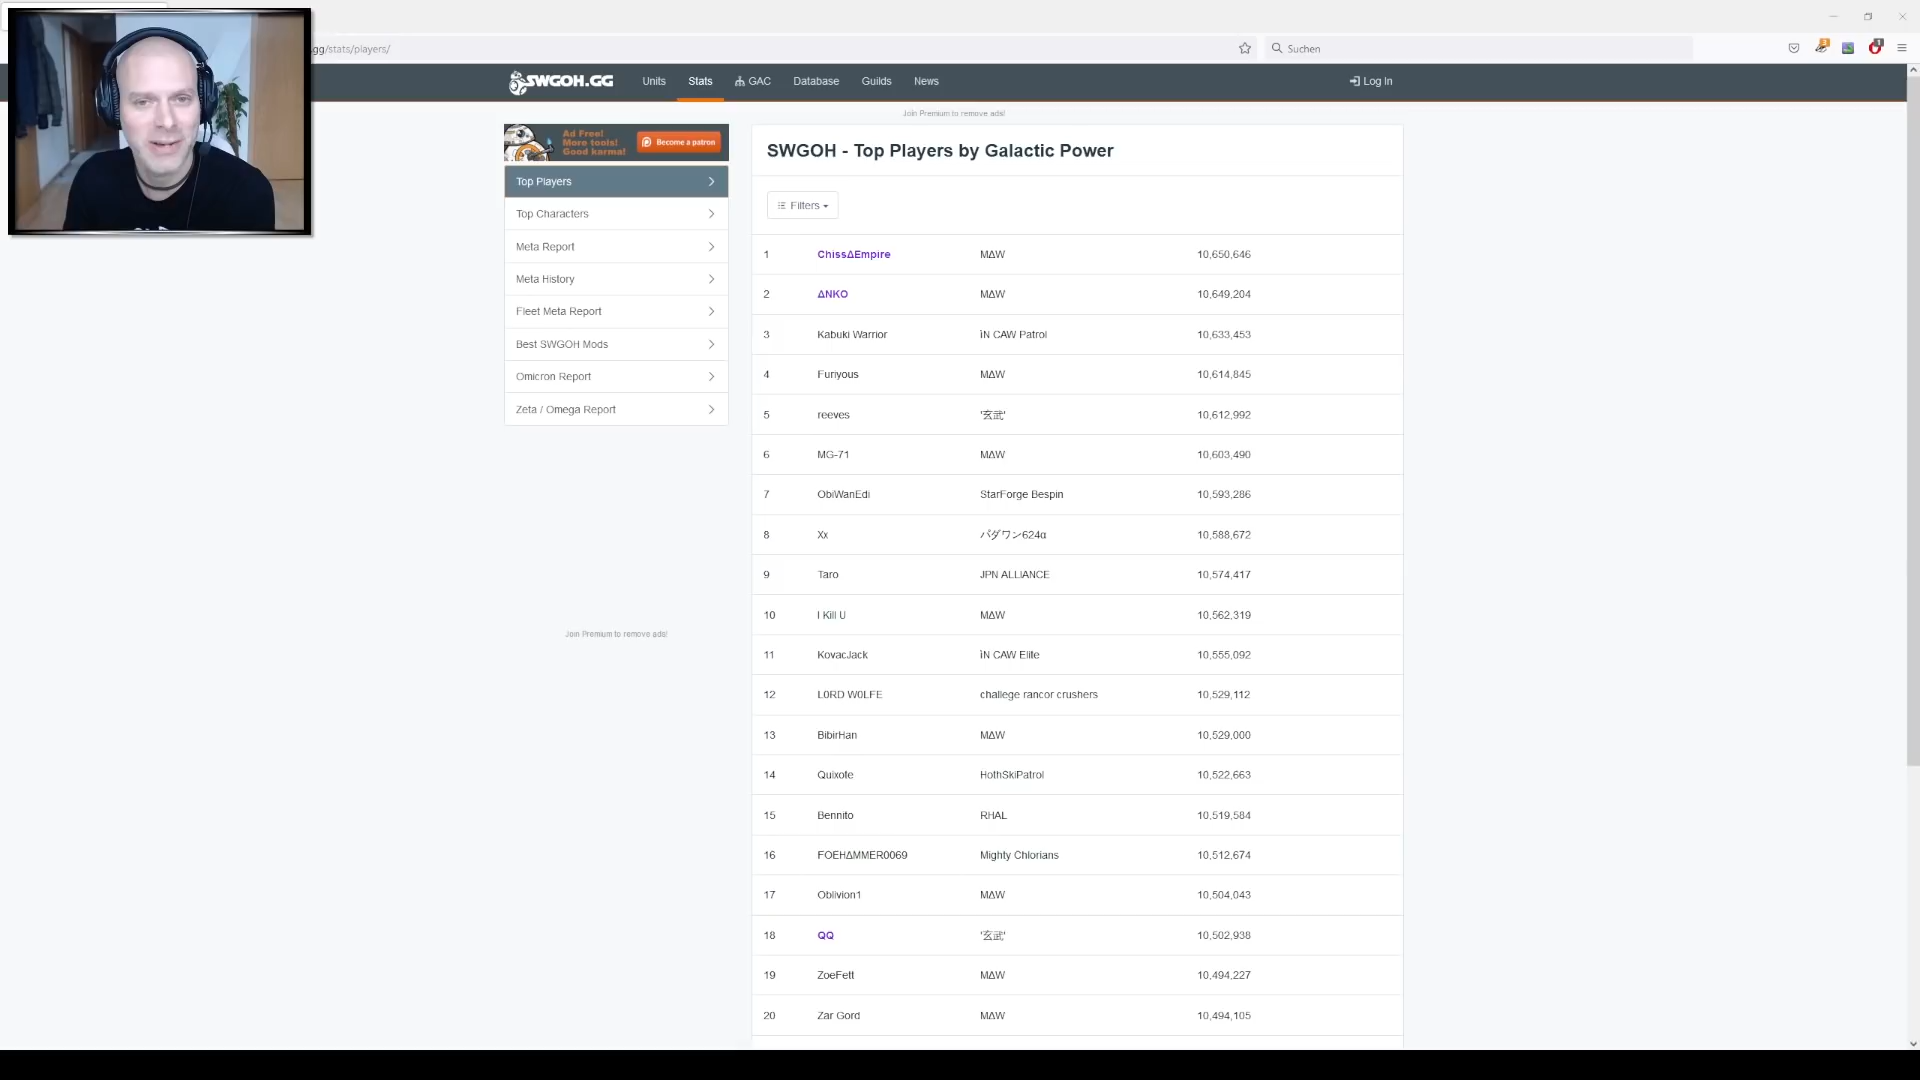 gg/stats/players/
Suchen
3
1
SWGOH.GG
Units
Stats
GAC
Database
Guilds
News
Log In
Join Premium to remove ads!
Ad Free!
More tools!
Good karma!
Become a patron
Top Players
Top Characters
Meta Report
Meta History
Fleet Meta Report
Best SWGOH Mods
Omicron Report
Zeta / Omega Report
Join Premium to remove ads!
SWGOH - Top Players by Galactic Power
Filters
1 ChissΔEmpire MΔW 10,650,646
2 ΔNKO MΔW 10,649,204
3 Kabuki Warrior ÌN CAW Patrol 10,633,453
4 Furiyous MΔW 10,614,845
5 reeves '玄武' 10,612,992
6 MG-71 MΔW 10,603,490
7 ObiWanEdi StarForge Bespin 10,593,286
8 Xx パダワン624α 10,588,672
9 Taro JPN ALLIANCE 10,574,417
10 I Kill U MΔW 10,562,319
11 KovacJack ÌN CAW Elite 10,555,092
12 L0RD W0LFE challege rancor crushers 10,529,112
13 BibirHan MΔW 10,529,000
14 Quixote HothSkiPatrol 10,522,663
15 Bennito RHAL 10,519,584
16 FOEHΔMMER0069 Mighty Chlorians 10,512,674
17 Oblivion1 MΔW 10,504,043
18 QQ '玄武' 10,502,938
19 ZoeFett MΔW 10,494,227
20 Zar Gord MΔW 10,494,105